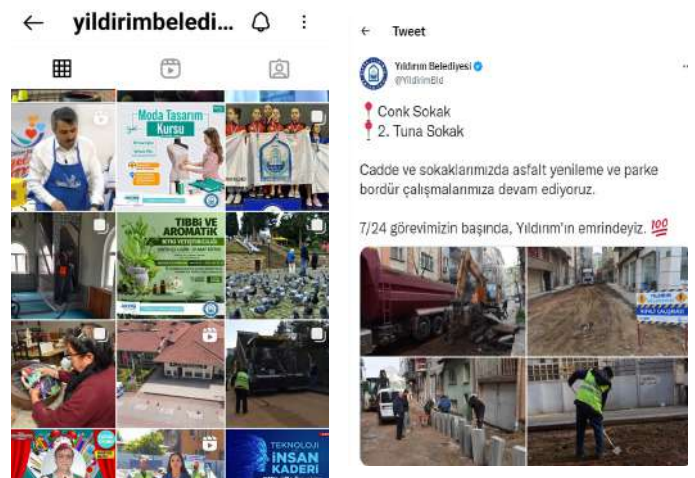 yildirimbeledi...
Moda Tasarım
Kursu
TIBBİ VE
AROMATİK
TEKNOLOJİ
İNSAN
KADERİ
Tweet
Yıldırım Belediyesi
@YildirimBld
Conk Sokak
2. Tuna Sokak
Cadde ve sokaklarımızda asfalt yenileme ve parke
bordür çalışmalarımıza devam ediyoruz.
7/24 görevimizin başında, Yıldırım'ın emrindeyiz. 💯